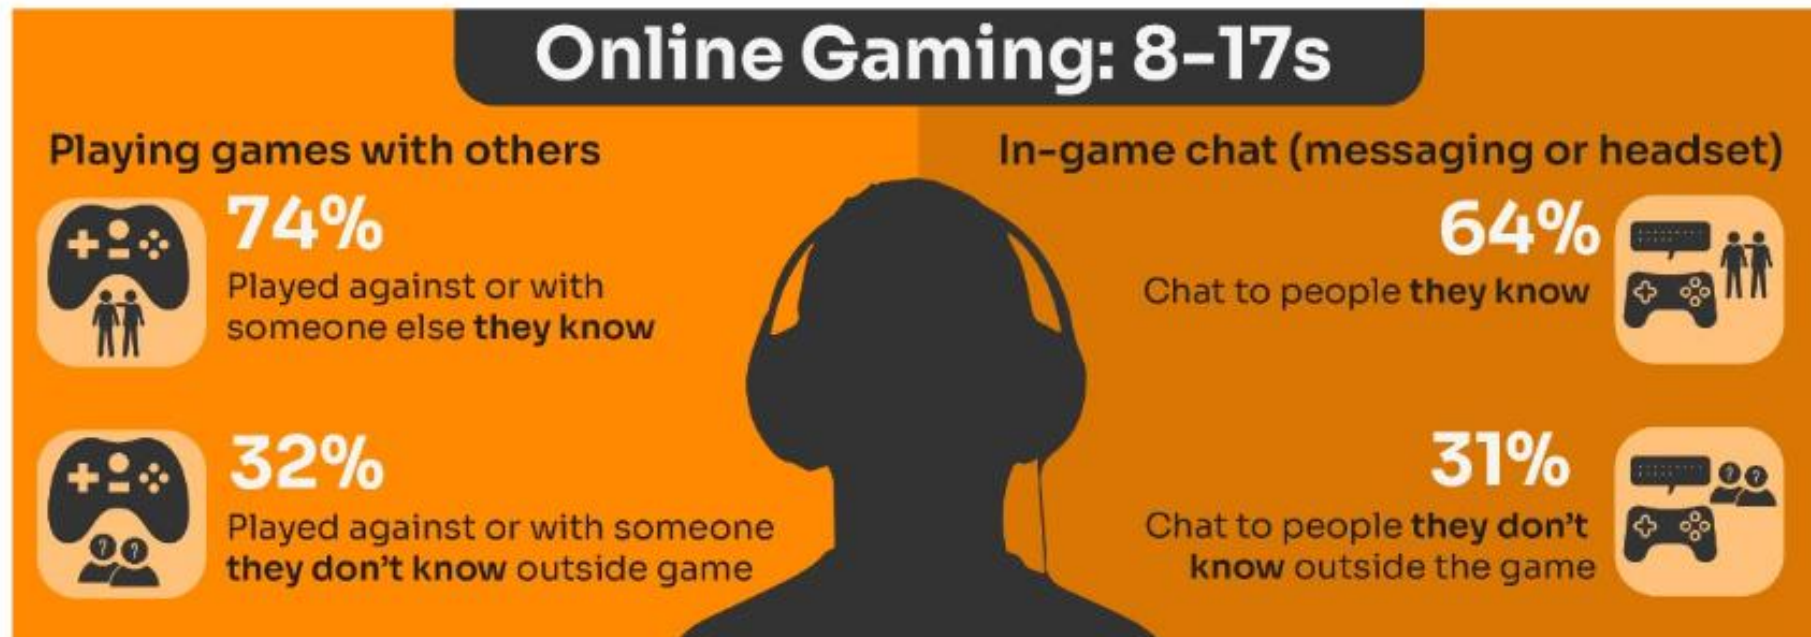 Online Gaming: 8-17s
Playing games with others
74%
Played against or with
someone else they know
32%
Played against or with someone
they don't know outside game
In-game chat (messaging or headset)
64%
Chat to people they know
31%
Chat to people they don't
know outside the game